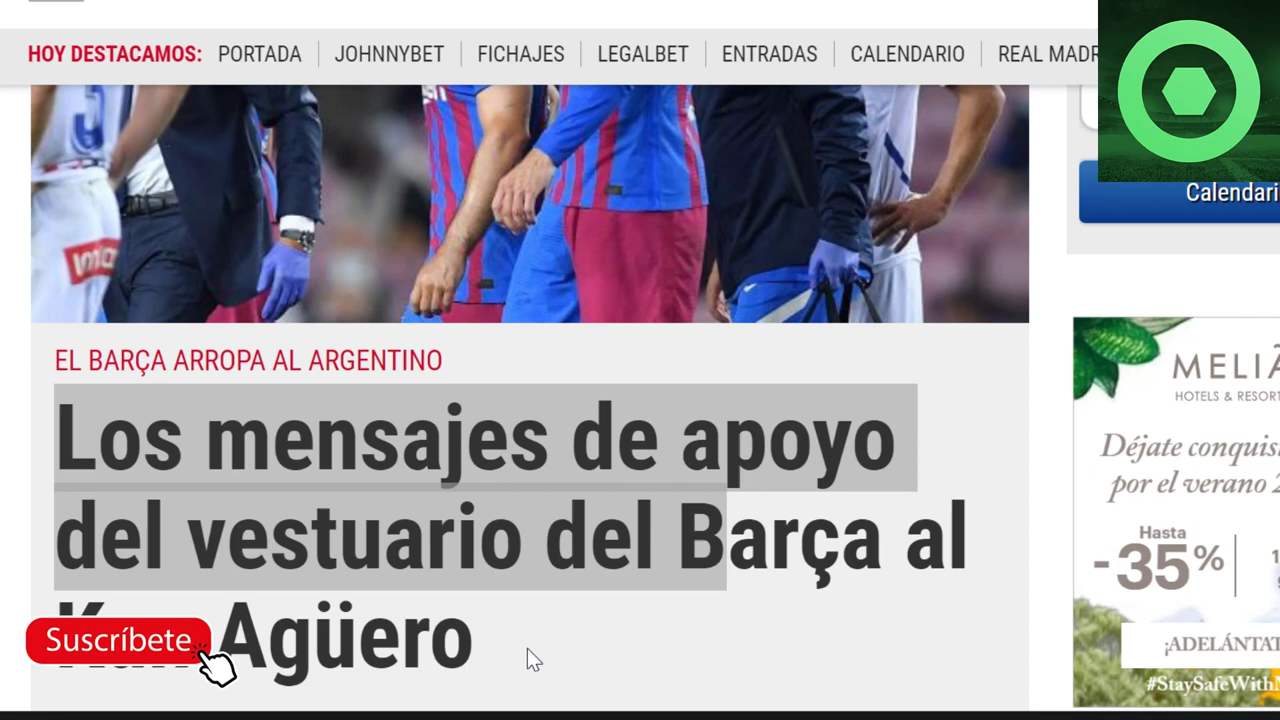 HOY DESTACAMOS: PORTADA JOHNNYBET FICHAJES LEGALBET ENTRADAS CALENDARIO REAL MADR
Calendari
EL BARÇA ARROPA AL ARGENTINO
Los mensajes de apoyo
del vestuario del Barça al
Agüero
Suscríbete
MELIÃ
HOTELS & RESORT
Déjate conquis
por el verano 2
Hasta
-35%
¡ADELÁNTAT
#StaySafeWith